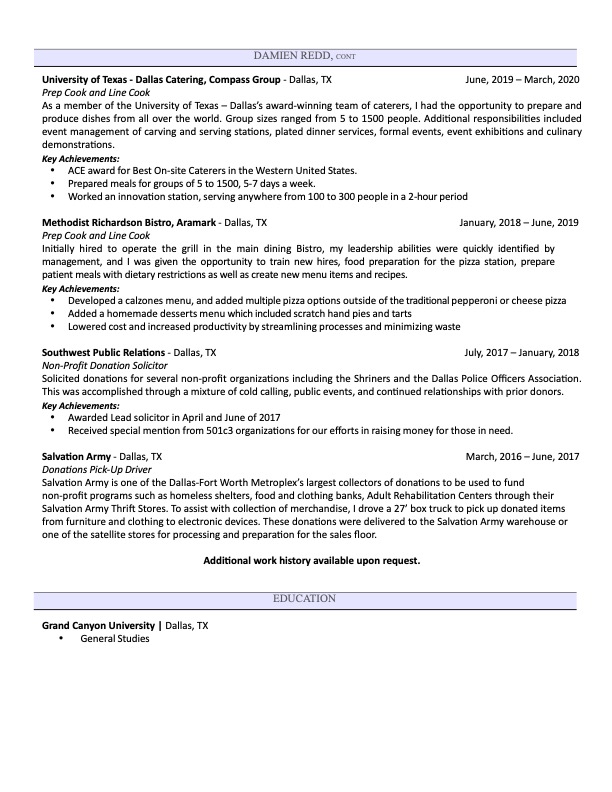 DAMIEN REDD, CONT
University of Texas - Dallas Catering, Compass Group - Dallas, TX June, 2019 – March, 2020
Prep Cook and Line Cook
As a member of the University of Texas – Dallas's award-winning team of caterers, I had the opportunity to prepare and
produce dishes from all over the world. Group sizes ranged from 5 to 1500 people. Additional responsibilities included
event management of carving and serving stations, plated dinner services, formal events, event exhibitions and culinary
demonstrations.
Key Achievements:
• ACE award for Best On-site Caterers in the Western United States.
• Prepared meals for groups of 5 to 1500, 5-7 days a week.
• Worked an innovation station, serving anywhere from 100 to 300 people in a 2-hour period
Methodist Richardson Bistro, Aramark - Dallas, TX January, 2018 – June, 2019
Prep Cook and Line Cook
Initially hired to operate the grill in the main dining Bistro, my leadership abilities were quickly identified by
management, and I was given the opportunity to train new hires, food preparation for the pizza station, prepare
patient meals with dietary restrictions as well as create new menu items and recipes.
Key Achievements:
• Developed a calzones menu, and added multiple pizza options outside of the traditional pepperoni or cheese pizza
• Added a homemade desserts menu which included scratch hand pies and tarts
• Lowered cost and increased productivity by streamlining processes and minimizing waste
Southwest Public Relations - Dallas, TX July, 2017 – January, 2018
Non-Profit Donation Solicitor
Solicited donations for several non-profit organizations including the Shriners and the Dallas Police Officers Association.
This was accomplished through a mixture of cold calling, public events, and continued relationships with prior donors.
Key Achievements:
• Awarded Lead solicitor in April and June of 2017
• Received special mention from 501c3 organizations for our efforts in raising money for those in need.
Salvation Army - Dallas, TX March, 2016 – June, 2017
Donations Pick-Up Driver
Salvation Army is one of the Dallas-Fort Worth Metroplex's largest collectors of donations to be used to fund
non-profit programs such as homeless shelters, food and clothing banks, Adult Rehabilitation Centers through their
Salvation Army Thrift Stores. To assist with collection of merchandise, I drove a 27' box truck to pick up donated items
from furniture and clothing to electronic devices. These donations were delivered to the Salvation Army warehouse or
one of the satellite stores for processing and preparation for the sales floor.
Additional work history available upon request.
EDUCATION
Grand Canyon University | Dallas, TX
• General Studies